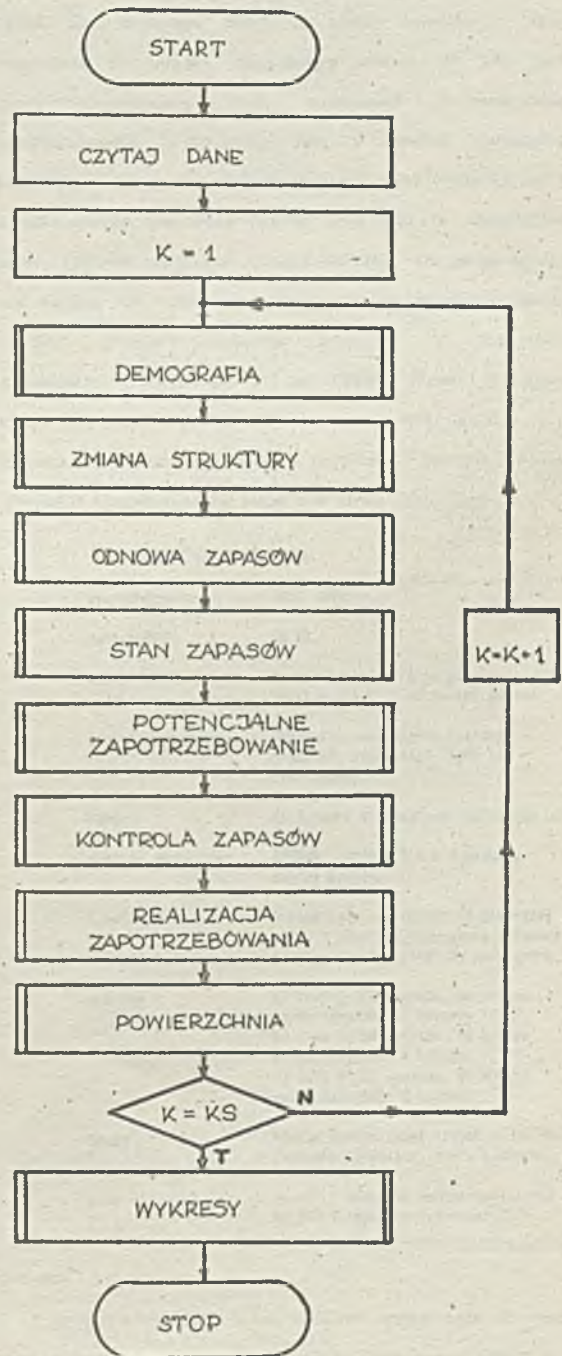 START
CZYTAJ DANE
K = 1
DEMOGRAFIA
ZMIANA STRUKTURY
ODNOWA ZAPASÓW
STAN ZAPASÓW
K=K+1
POTENCJALNE
ZAPOTRZEBOWANIE
KONTROLA ZAPASÓW
REALIZACJA
ZAPOTRZEBOWANIA
POWIERZCHNIA
K = KS
N
T
WYKRESY
STOP